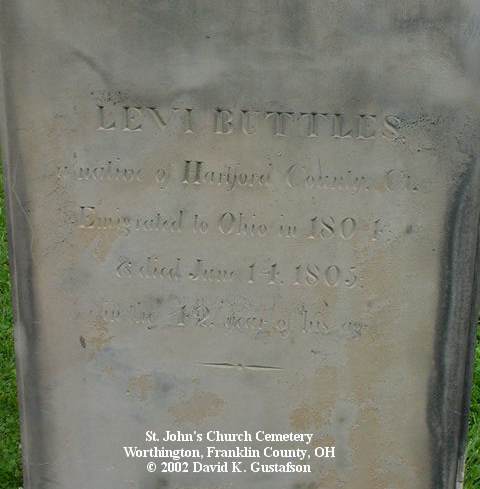 LEVI BUTTLES
a native of Hartford County, Ct.
Emigrated to Ohio in 1804
& died June 14, 1805,
in the 42. year of his
St. John's Church Cemetery
Worthington, Franklin County, OH
© 2002 David K. Gustafson